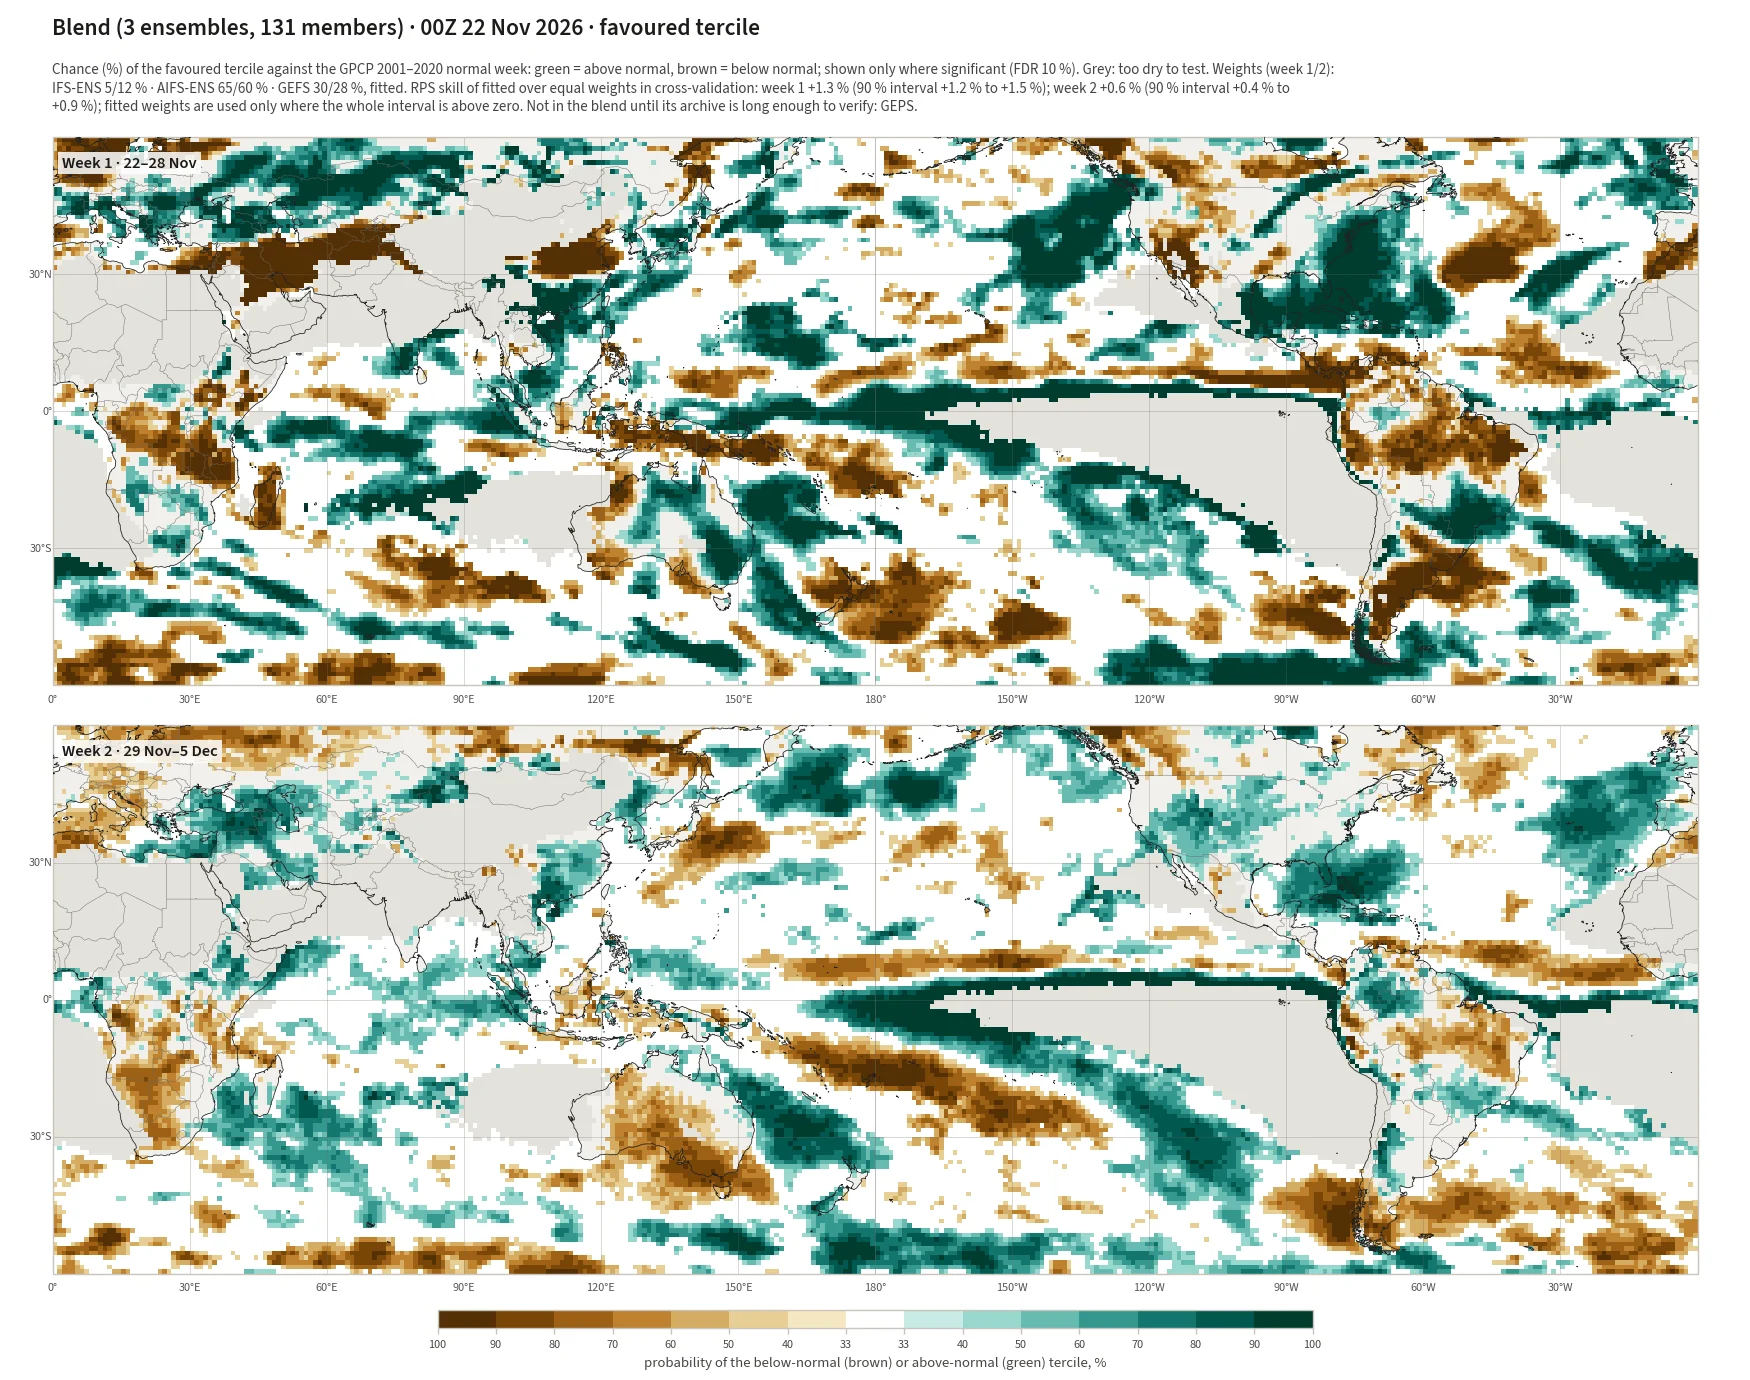 Blend (3 ensembles, 131 members) · 00Z 22 Nov 2026 · favoured tercile
Chance (%) of the favoured tercile against the GPCP 2001–2020 normal week: green = above normal, brown = below normal; shown only where significant (FDR 10 %). Grey: too dry to test. Weights (week 1/2):
IFS-ENS 5/12 % · AIFS-ENS 65/60 % · GEFS 30/28 %, fitted. RPS skill of fitted over equal weights in cross-validation: week 1 +1.3 % (90 % interval +1.2 % to +1.5 %); week 2 +0.6 % (90 % interval +0.4 % to
+0.9 %); fitted weights are used only where the whole interval is above zero. Not in the blend until its archive is long enough to verify: GEPS.
Week 1 · 22–28 Nov
30°N
0°
30°S
0° 30°E 60°E 90°E 120°E 150°E 180° 150°W 120°W 90°W 60°W 30°W
Week 2 · 29 Nov–5 Dec
30°N
0°
30°S
0° 30°E 60°E 90°E 120°E 150°E 180° 150°W 120°W 90°W 60°W 30°W
100 90 80 70 60 50 40 33 33 40 50 60 70 80 90 100
probability of the below-normal (brown) or above-normal (green) tercile, %